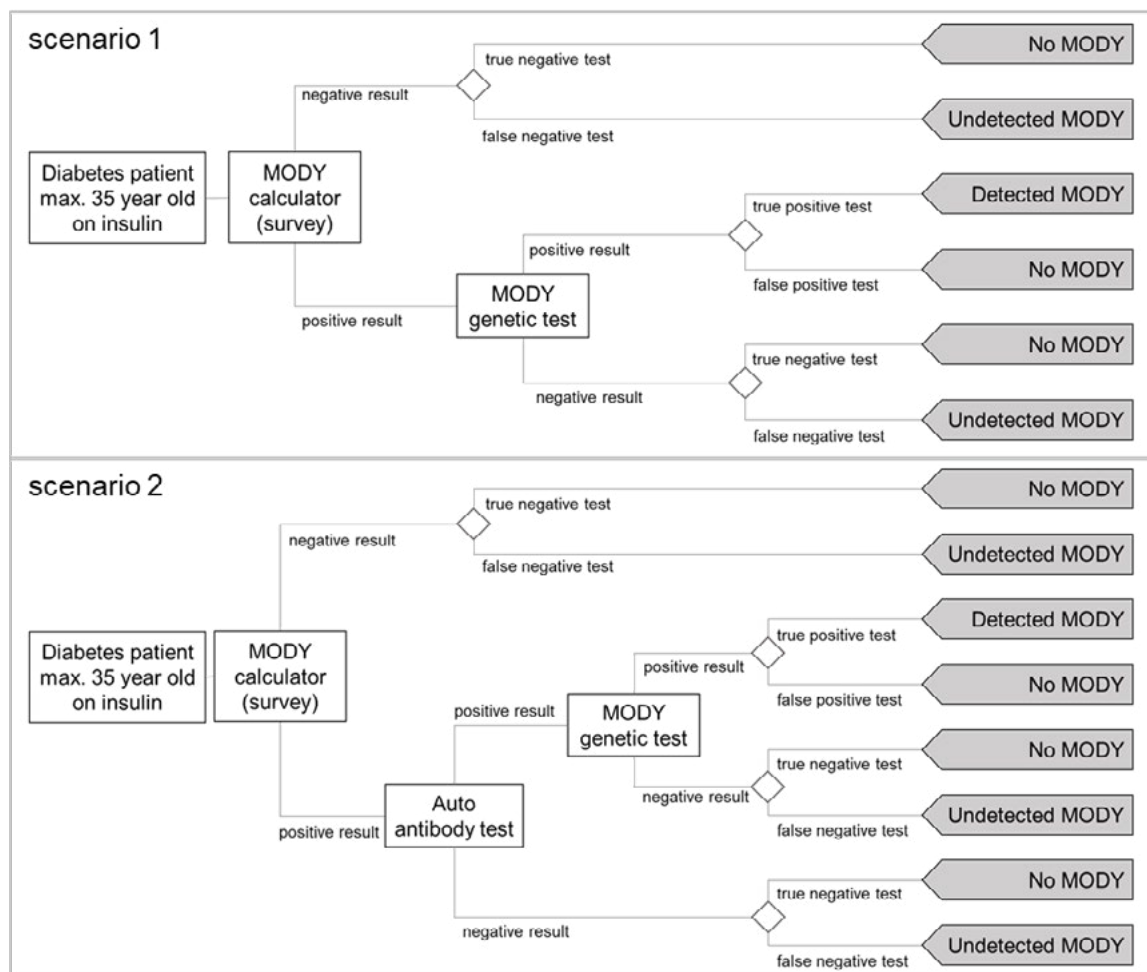 scenario 1
No MODY
true negative test
negative result
false negative test
Undetected MODY
Diabetes patient
max. 35 year old
on insulin
MODY
calculator
(survey)
true positive test
Detected MODY
positive result
false positive test
No MODY
positive result
MODY
genetic test
true negative test
No MODY
negative result
false negative test
Undetected MODY
scenario 2
No MODY
true negative test
negative result
false negative test
Undetected MODY
Diabetes patient
max. 35 year old
on insulin
MODY
calculator
(survey)
Detected MODY
true positive test
positive result
false positive test
No MODY
positive result
MODY
genetic test
No MODY
true negative test
negative result
false negative test
Undetected MODY
positive result
Auto
antibody test
No MODY
true negative test
negative result
false negative test
Undetected MODY